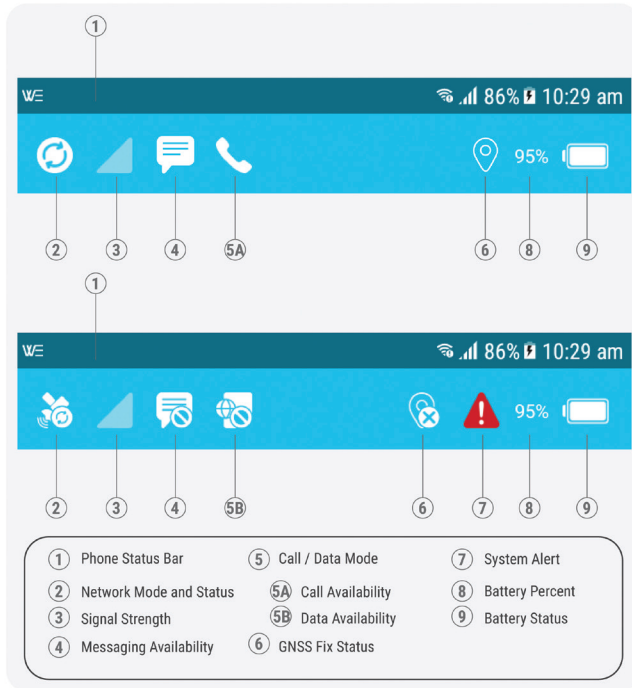 1
WE
86% 10:29 am
95%
2 3 4 5A 6 8 9
1
WE
86% 10:29 am
95%
2 3 4 5B 6 7 8 9
1 Phone Status Bar
2 Network Mode and Status
3 Signal Strength
4 Messaging Availability
5 Call / Data Mode
5A Call Availability
5B Data Availability
6 GNSS Fix Status
7 System Alert
8 Battery Percent
9 Battery Status